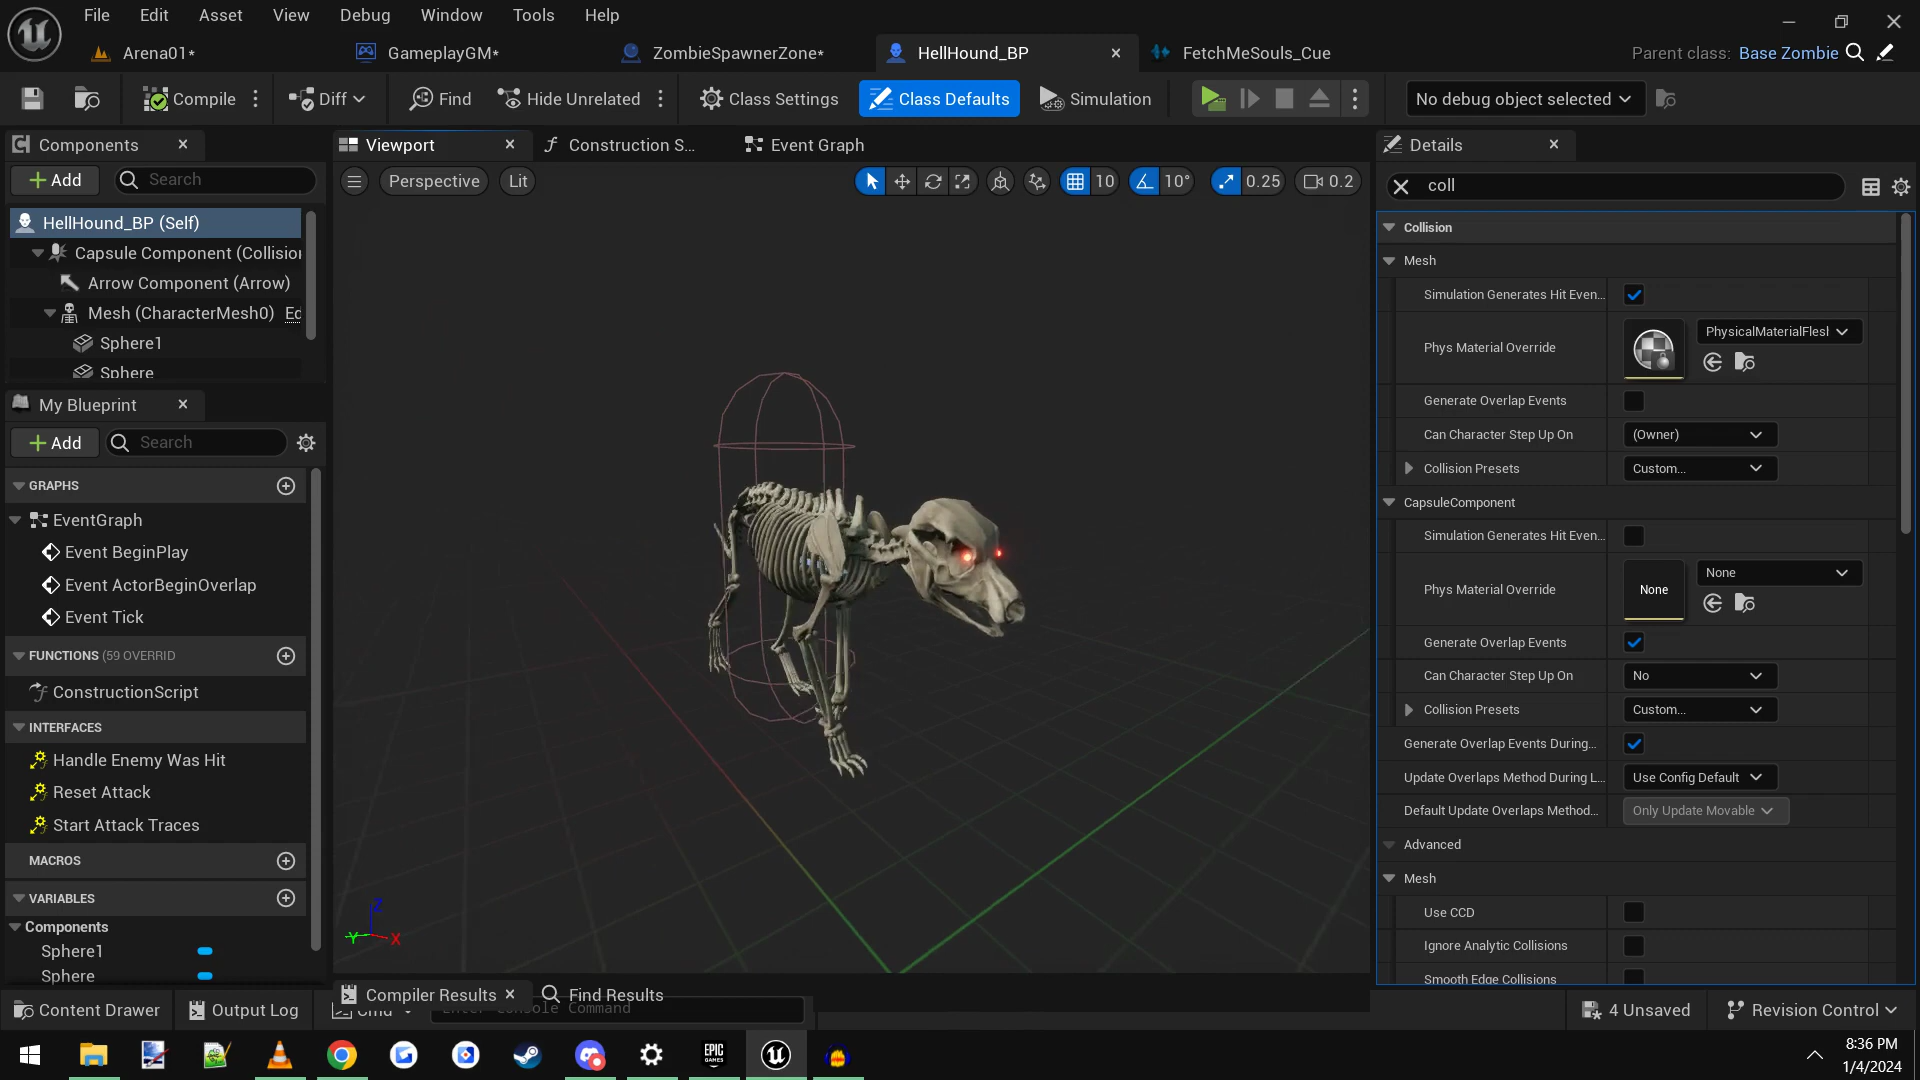 File Edit Asset View Debug Window Tools Help
Arena01* GameplayGM* ZombieSpawnerZone* HellHound_BP FetchMeSouls_Cue Parent class: Base Zombie
Compile Diff Find Hide Unrelated Class Settings Class Defaults Simulation No debug object selected
Components
Add Search
HellHound_BP (Self)
Capsule Component (Collision
Arrow Component (Arrow)
Mesh (CharacterMesh0) Ed
Sphere1
Sphere
My Blueprint
Add Search
GRAPHS
EventGraph
Event BeginPlay
Event ActorBeginOverlap
Event Tick
FUNCTIONS (59 OVERRID
ConstructionScript
INTERFACES
Handle Enemy Was Hit
Reset Attack
Start Attack Traces
MACROS
VARIABLES
Components
Sphere1
Sphere
Viewport Construction S... Event Graph
Perspective Lit 10 10° 0.25 0.2
Z
Y X
Compiler Results Find Results
Details
coll
Collision
Mesh
Simulation Generates Hit Even...
Phys Material Override PhysicalMaterialFlesl
Generate Overlap Events
Can Character Step Up On (Owner)
Collision Presets Custom...
CapsuleComponent
Simulation Generates Hit Even...
Phys Material Override None None
Generate Overlap Events
Can Character Step Up On No
Collision Presets Custom...
Generate Overlap Events During...
Update Overlaps Method During L... Use Config Default
Default Update Overlaps Method... Only Update Movable
Advanced
Mesh
Use CCD
Ignore Analytic Collisions
Smooth Edge Collisions
Content Drawer Output Log Cmd Enter Console Command 4 Unsaved Revision Control
EPIC GAMES
8:36 PM
1/4/2024